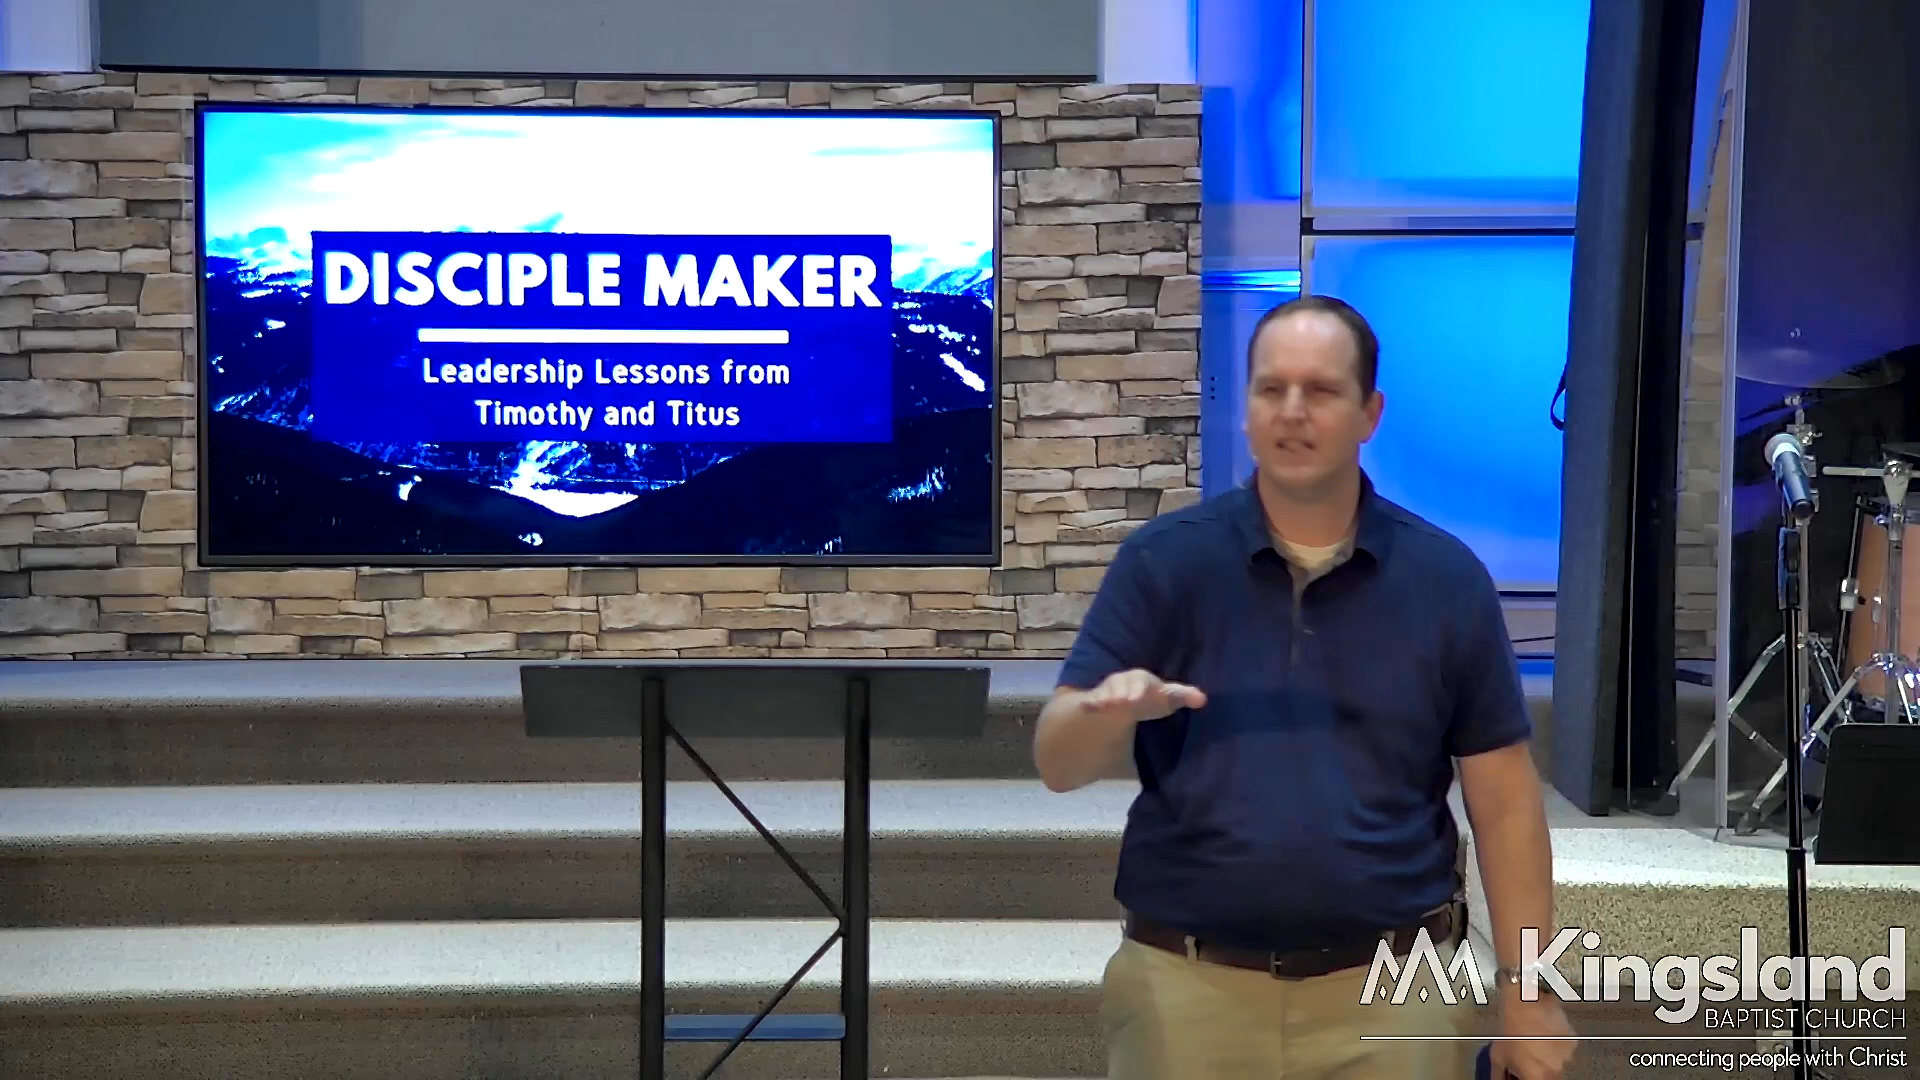 DISCIPLE MAKER
Leadership Lessons from
Timothy and Titus
Kingsland
BAPTIST CHURCH
connecting people with Christ